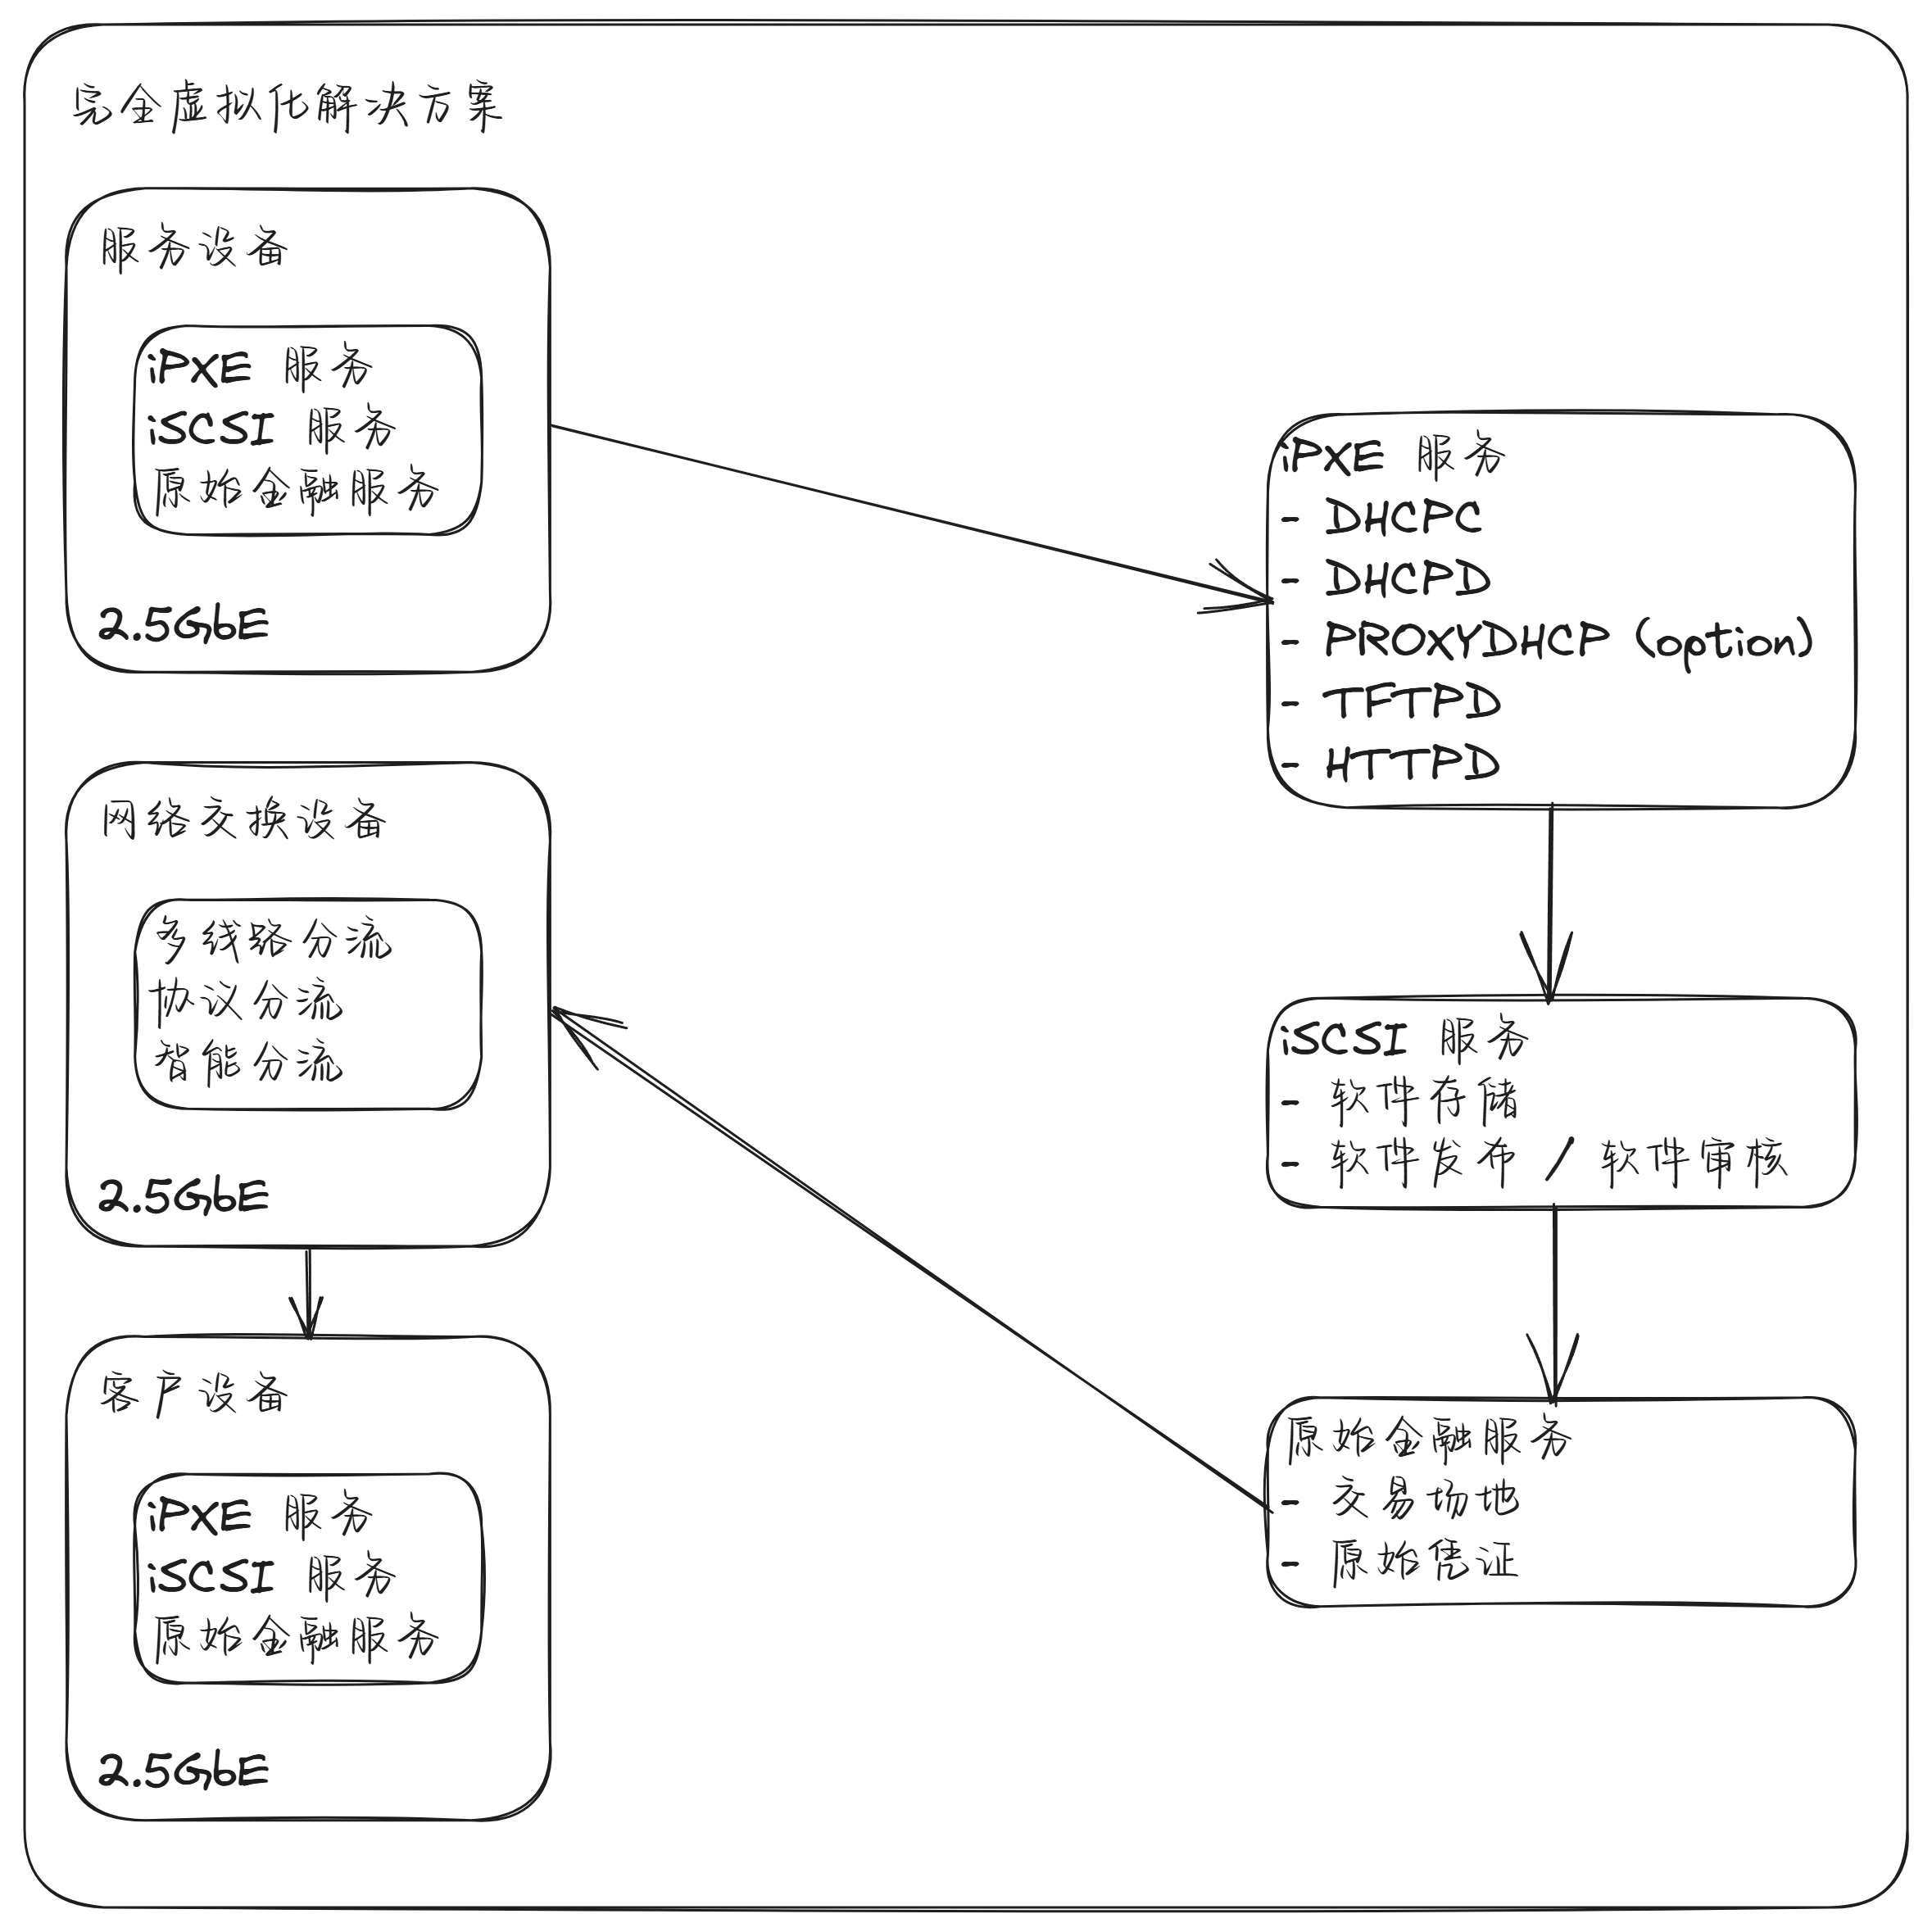 完全虚拟化解决方案
服务设备
iPXE 服务
iSCSI 服务
原始金融服务
2.5GbE
iPXE 服务
- DHCPC
- DHCPD
- PROXYDHCP (option)
- TFTPD
- HTTPD
网络交换设备
多线路分流
协议分流
智能分流
2.5GbE
iSCSI 服务
- 软件存储
- 软件发布 / 软件审核
客户设备
iPXE 服务
iSCSI 服务
原始金融服务
2.5GbE
原始金融服务
- 交易场地
- 原始凭证